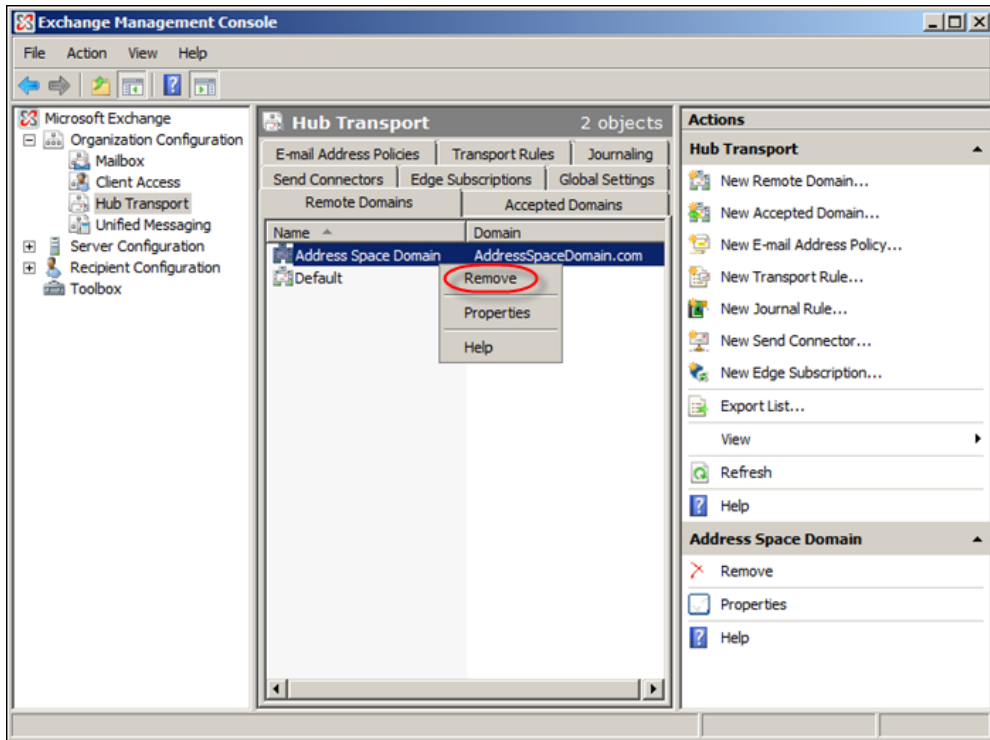 Exchange Management Console
File Action View Help
Microsoft Exchange
Organization Configuration
Mailbox
Client Access
Hub Transport
Unified Messaging
Server Configuration
Recipient Configuration
Toolbox
Hub Transport 2 objects
E-mail Address Policies Transport Rules Journaling
Send Connectors Edge Subscriptions Global Settings
Remote Domains Accepted Domains
Name Domain
Address Space Domain AddressSpaceDomain.com
Default
Remove
Properties
Help
Actions
Hub Transport
New Remote Domain...
New Accepted Domain...
New E-mail Address Policy...
New Transport Rule...
New Journal Rule...
New Send Connector...
New Edge Subscription...
Export List...
View
Refresh
Help
Address Space Domain
Remove
Properties
Help